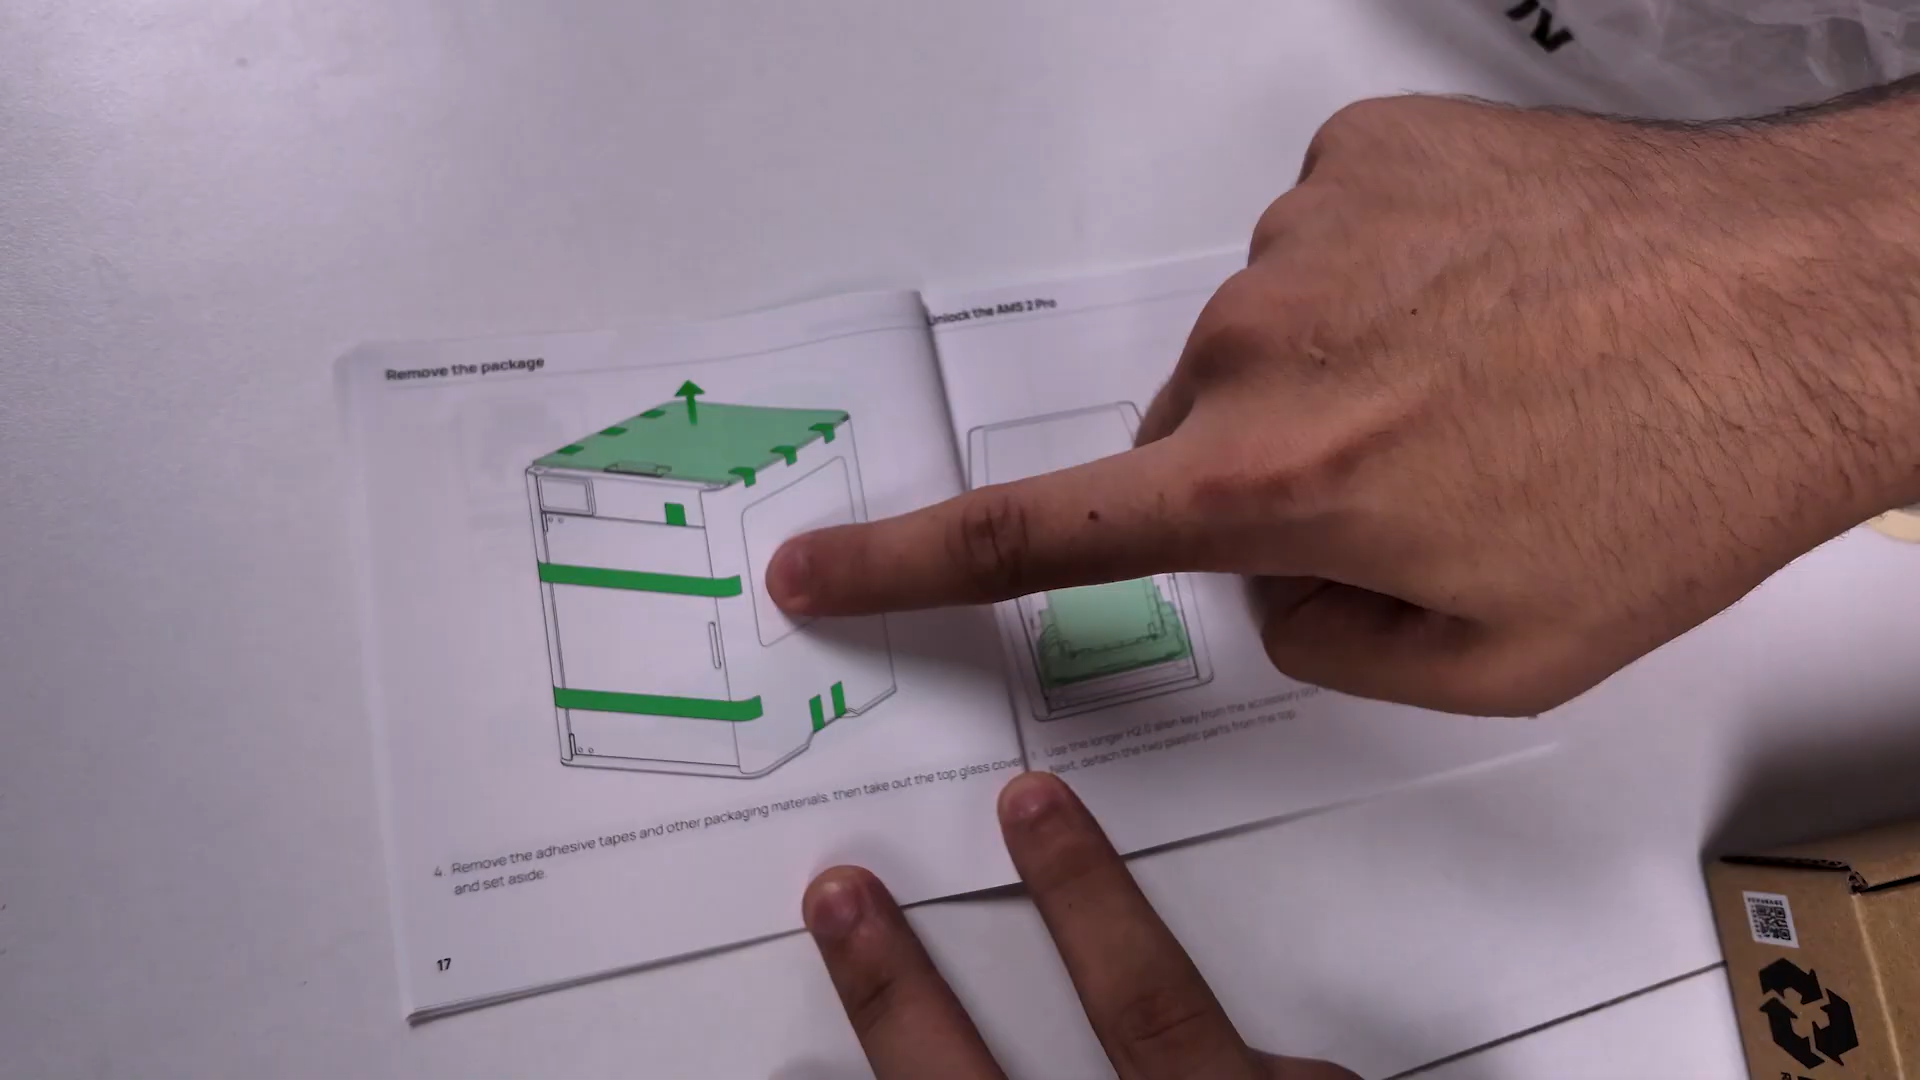 Remove the package
4. Remove the adhesive tapes and other packaging materials, then take out the top glass cover
and set aside.
17
Unlock the AMS 2 Pro
1. Use the longer H2.0 allen key from the accessory box.
Next, detach the two plastic parts from the top.